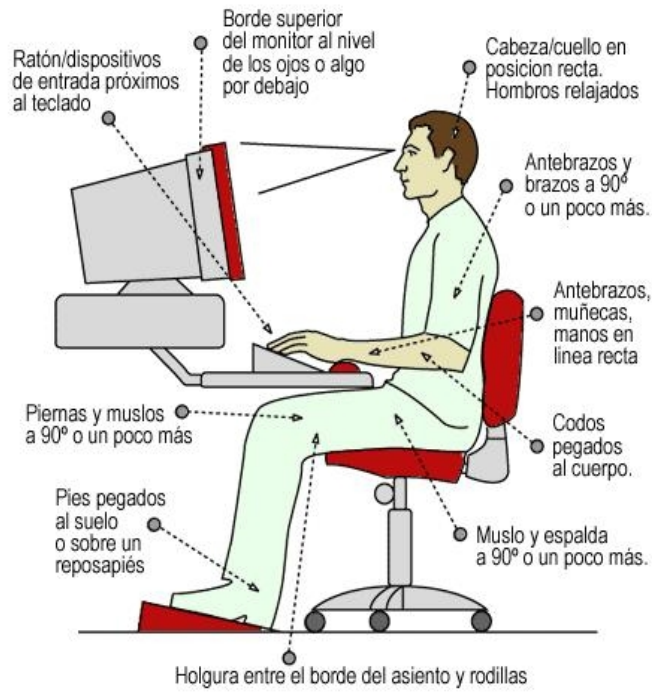 Borde superior
del monitor al nivel
de los ojos o algo
por debajo
Ratón/dispositivos
de entrada próximos
al teclado
Cabeza/cuello en
posicion recta.
Hombros relajados
Antebrazos y
brazos a 90º
o un poco más.
Antebrazos,
muñecas,
manos en
linea recta
Piernas y muslos
a 90º o un poco más
Codos
pegados
al cuerpo.
Pies pegados
al suelo
o sobre un
reposapiés
Muslo y espalda
a 90º o un poco más.
Holgura entre el borde del asiento y rodillas